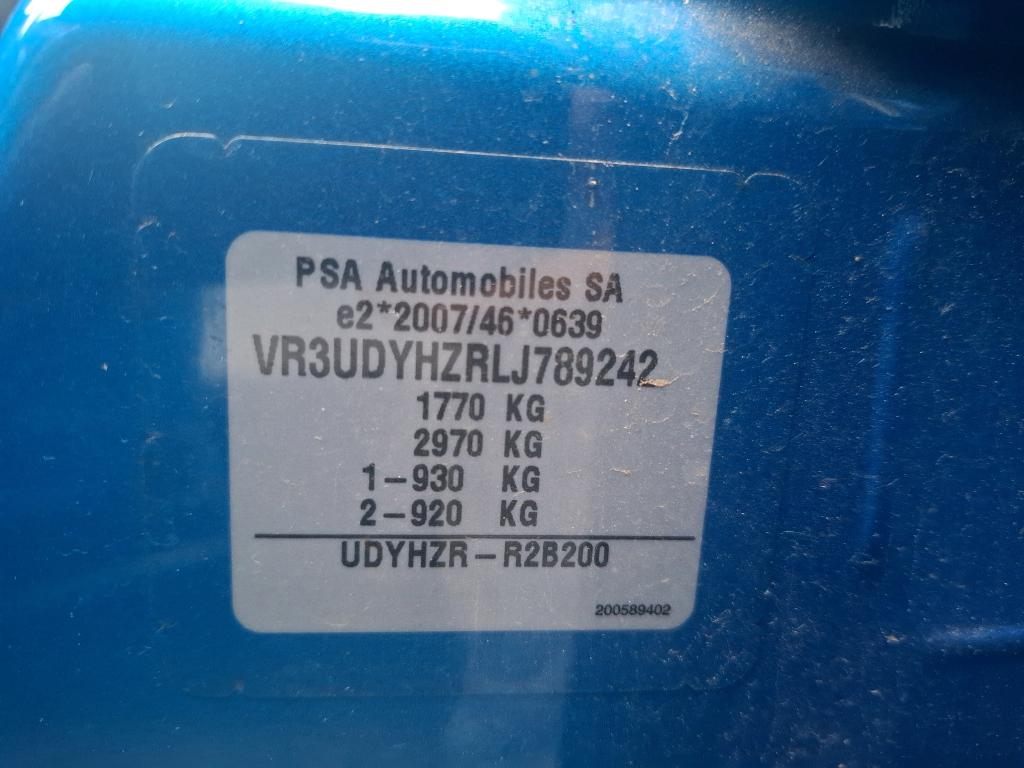 PSA Automobiles SA
e2*2007/46*0639
VR3UDYHZRLJ789242
1770 KG
2970 KG
1-930 KG
2-920 KG
UDYHZR-R2B200
200589402